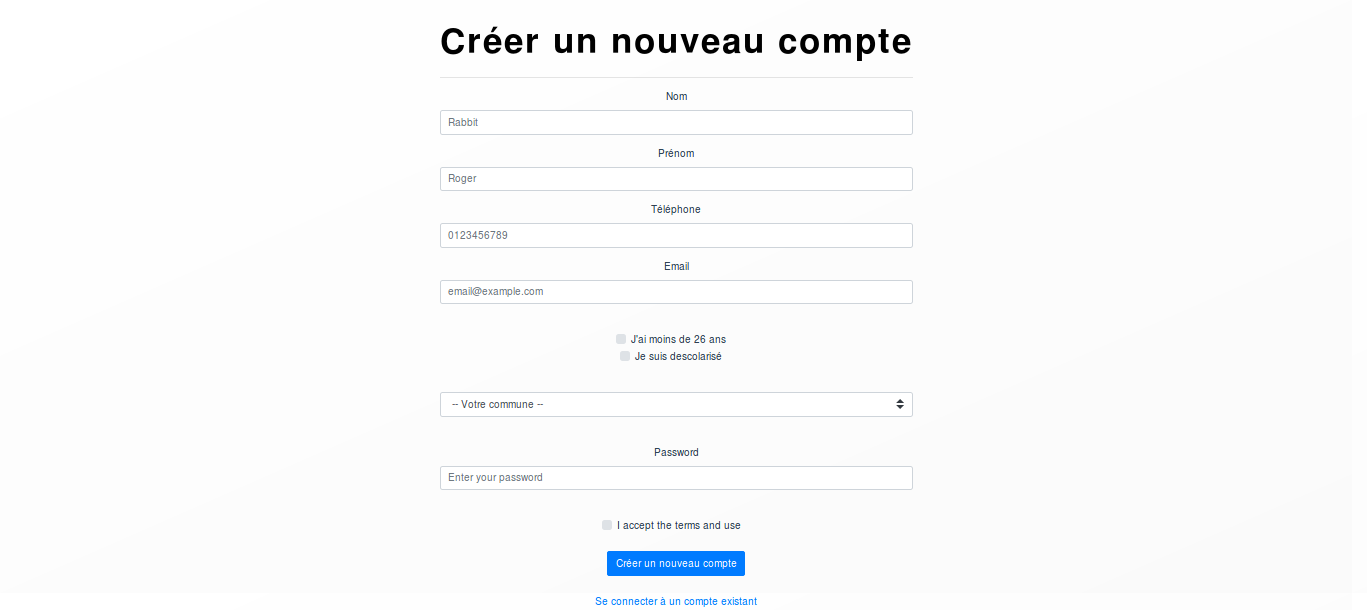 Créer un nouveau compte
Nom
Rabbit
Prénom
Roger
Téléphone
0123456789
Email
email@example.com
J'ai moins de 26 ans
Je suis descolarisé
-- Votre commune --
Password
Enter your password
I accept the terms and use
Créer un nouveau compte
Se connecter à un compte existant